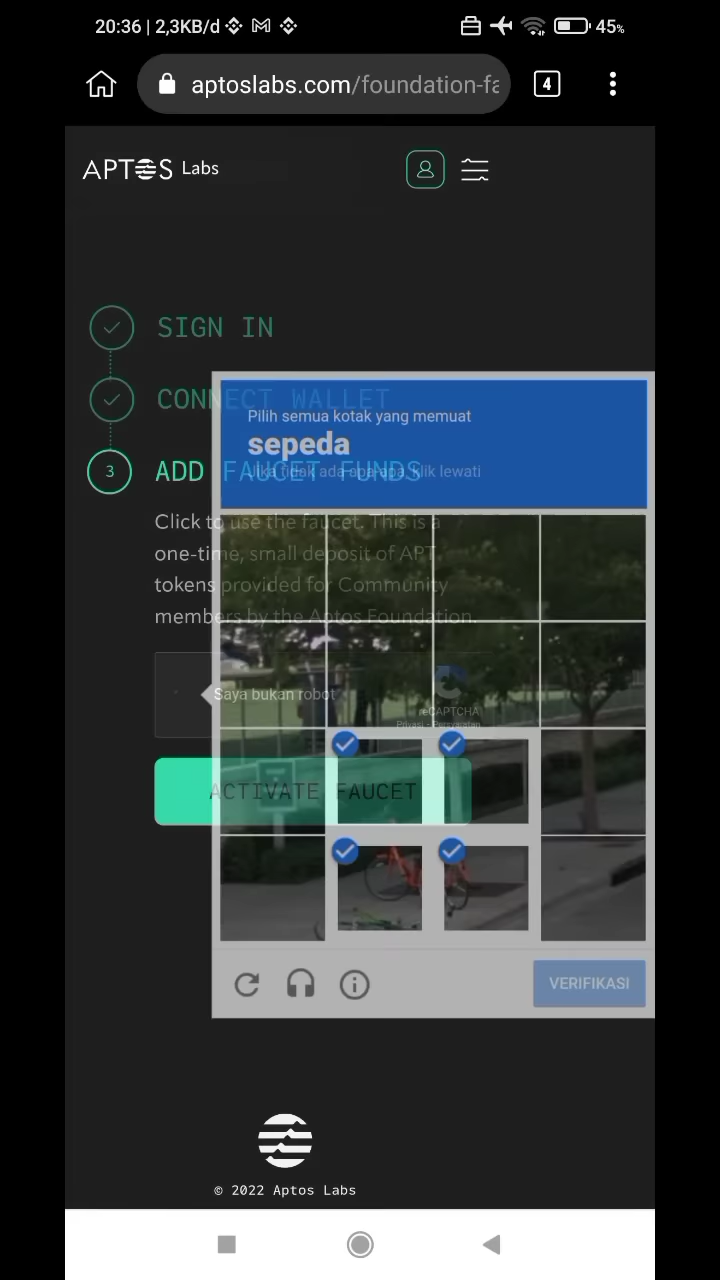 20:36 | 2,3KB/d
45%
aptoslabs.com/foundation-fa
4
APTOS Labs
SIGN IN
CONNECT WALLET
Pilih semua kotak yang memuat
sepeda
Jika tidak ada apa-apa, klik lewati
3
ADD FAUCET FUNDS
Click to use the faucet. This is a
one-time, small deposit of APT
tokens provided for Community
members by the Aptos Foundation.
Saya bukan robot
reCAPTCHA
Privasi - Persyaratan
ACTIVATE FAUCET
VERIFIKASI
© 2022 Aptos Labs